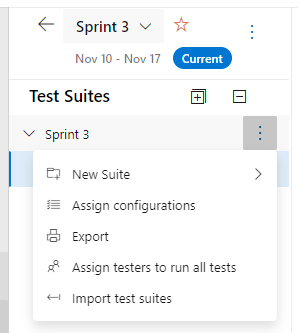 Sprint 3
Nov 10 - Nov 17 Current
Test Suites
Sprint 3
New Suite
Assign configurations
Export
Assign testers to run all tests
Import test suites